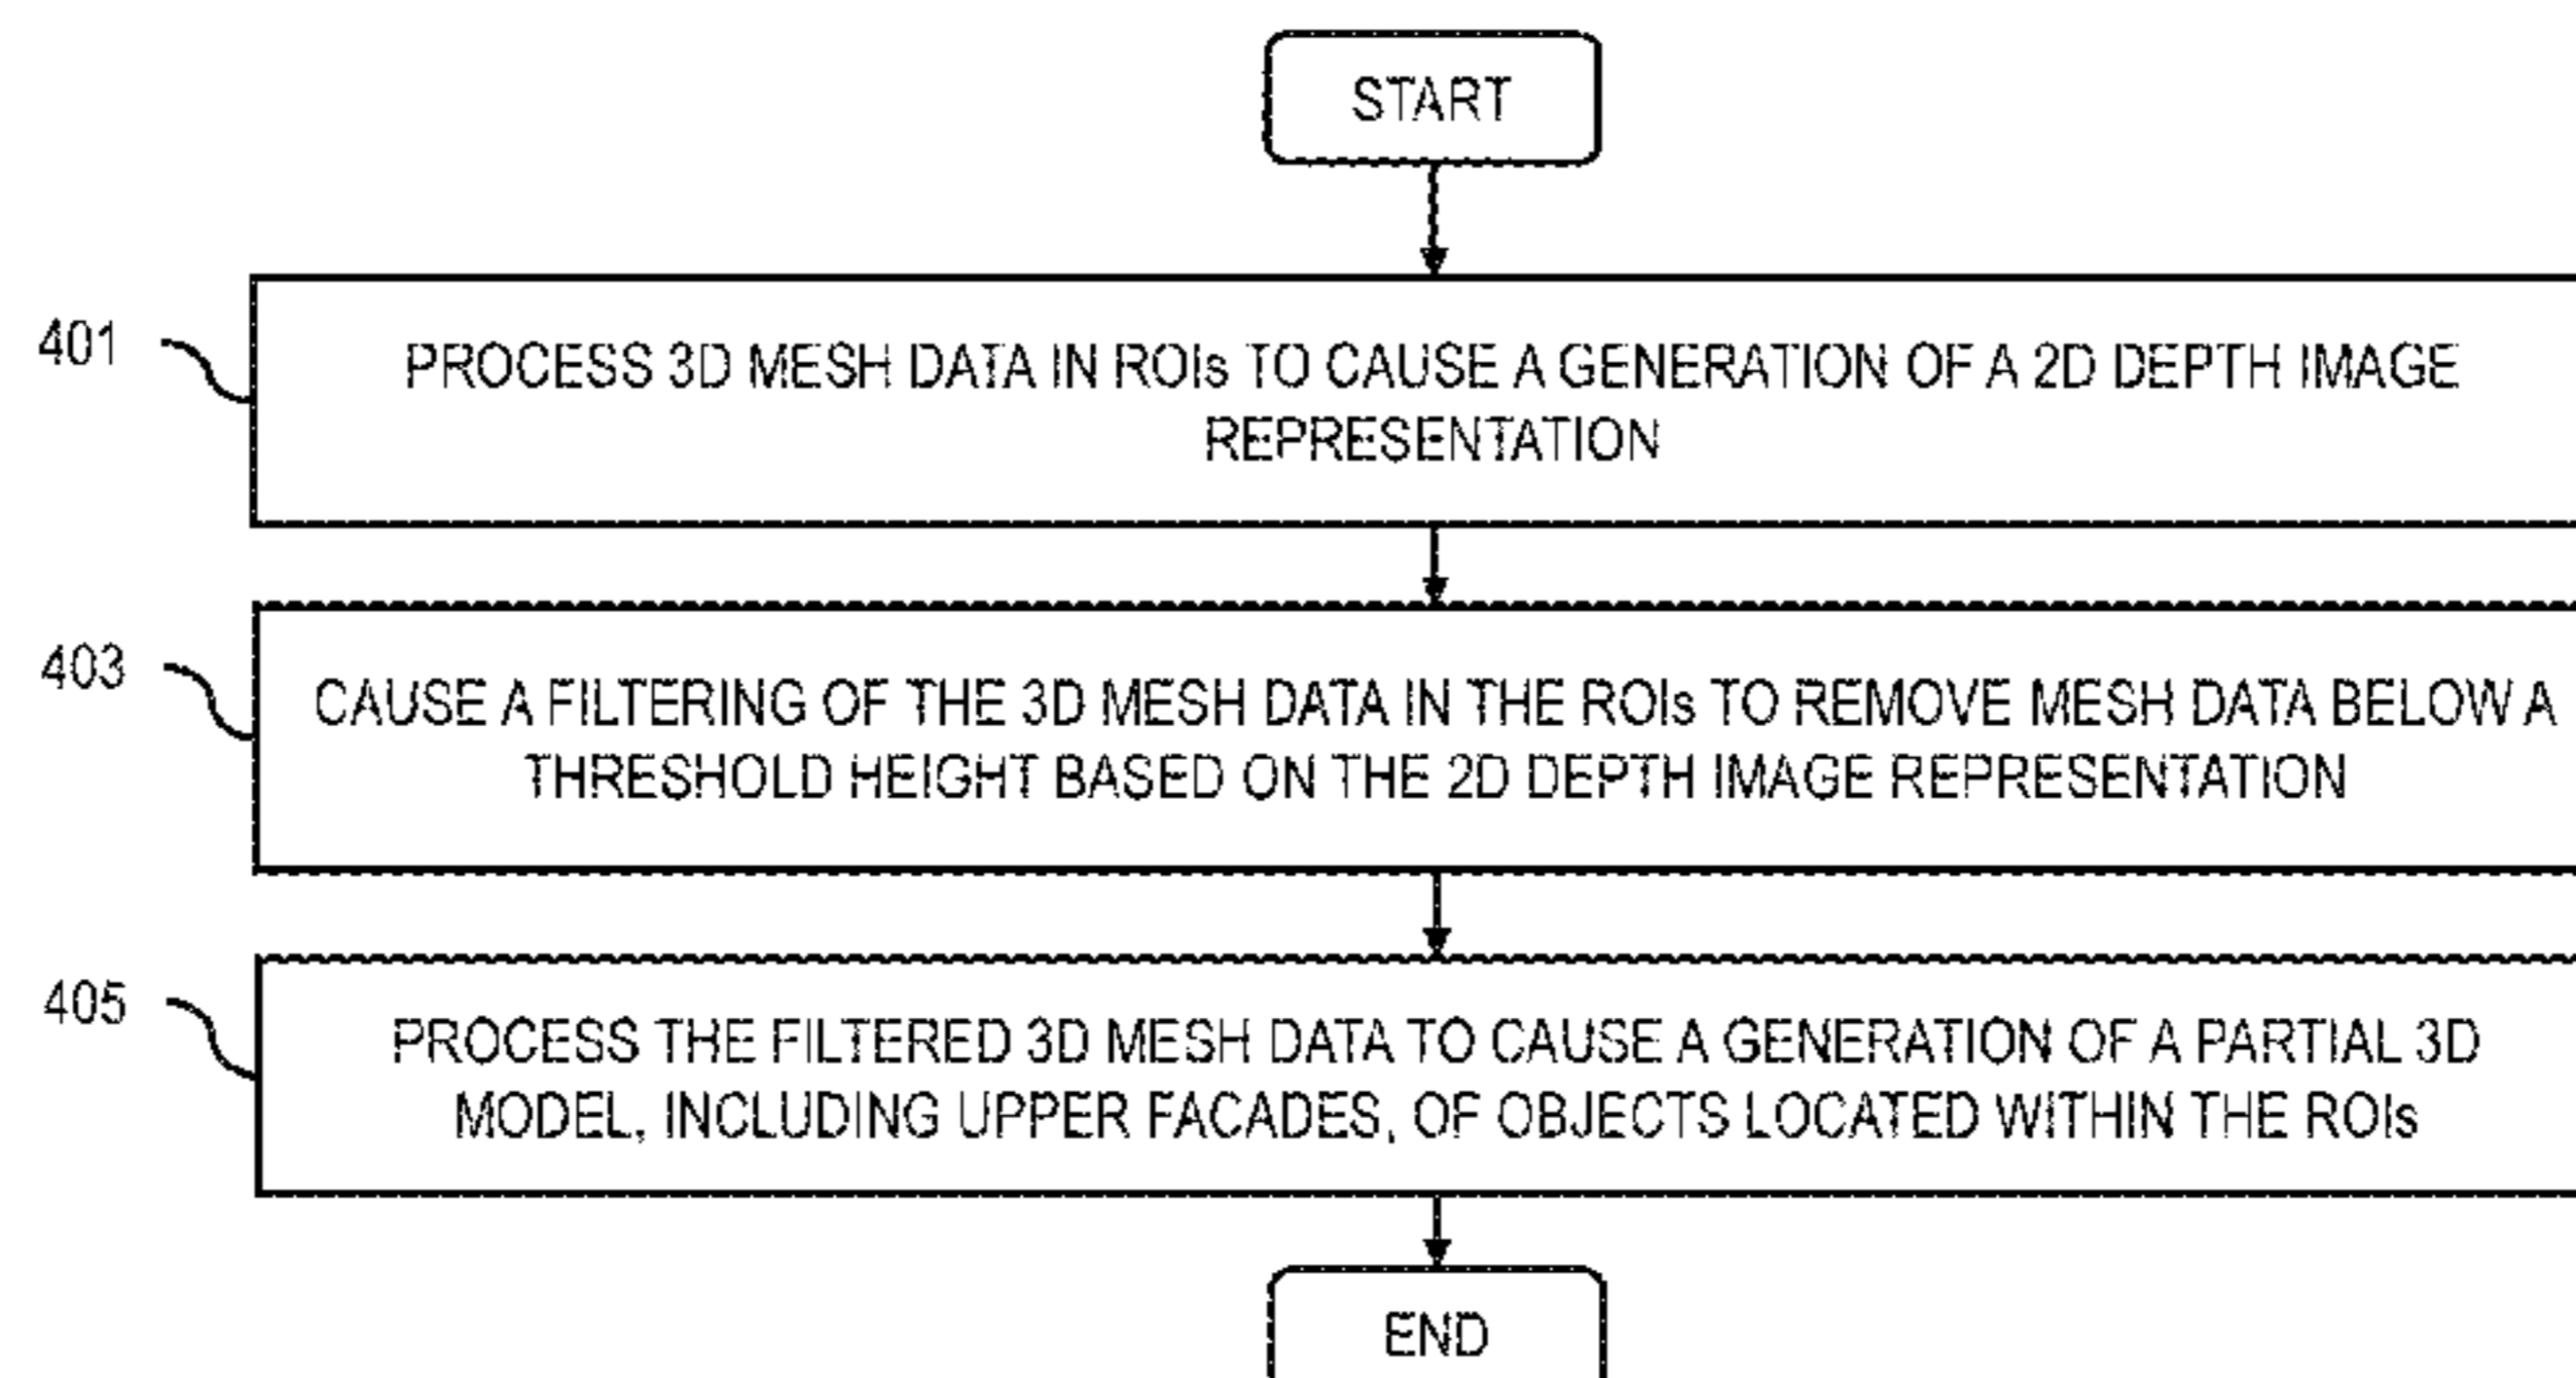 START
401
PROCESS 3D MESH DATA IN ROIs TO CAUSE A GENERATION OF A 2D DEPTH IMAGE
REPRESENTATION
403
CAUSE A FILTERING OF THE 3D MESH DATA IN THE ROIs TO REMOVE MESH DATA BELOW A
THRESHOLD HEIGHT BASED ON THE 2D DEPTH IMAGE REPRESENTATION
405
PROCESS THE FILTERED 3D MESH DATA TO CAUSE A GENERATION OF A PARTIAL 3D
MODEL, INCLUDING UPPER FACADES, OF OBJECTS LOCATED WITHIN THE ROIs
END